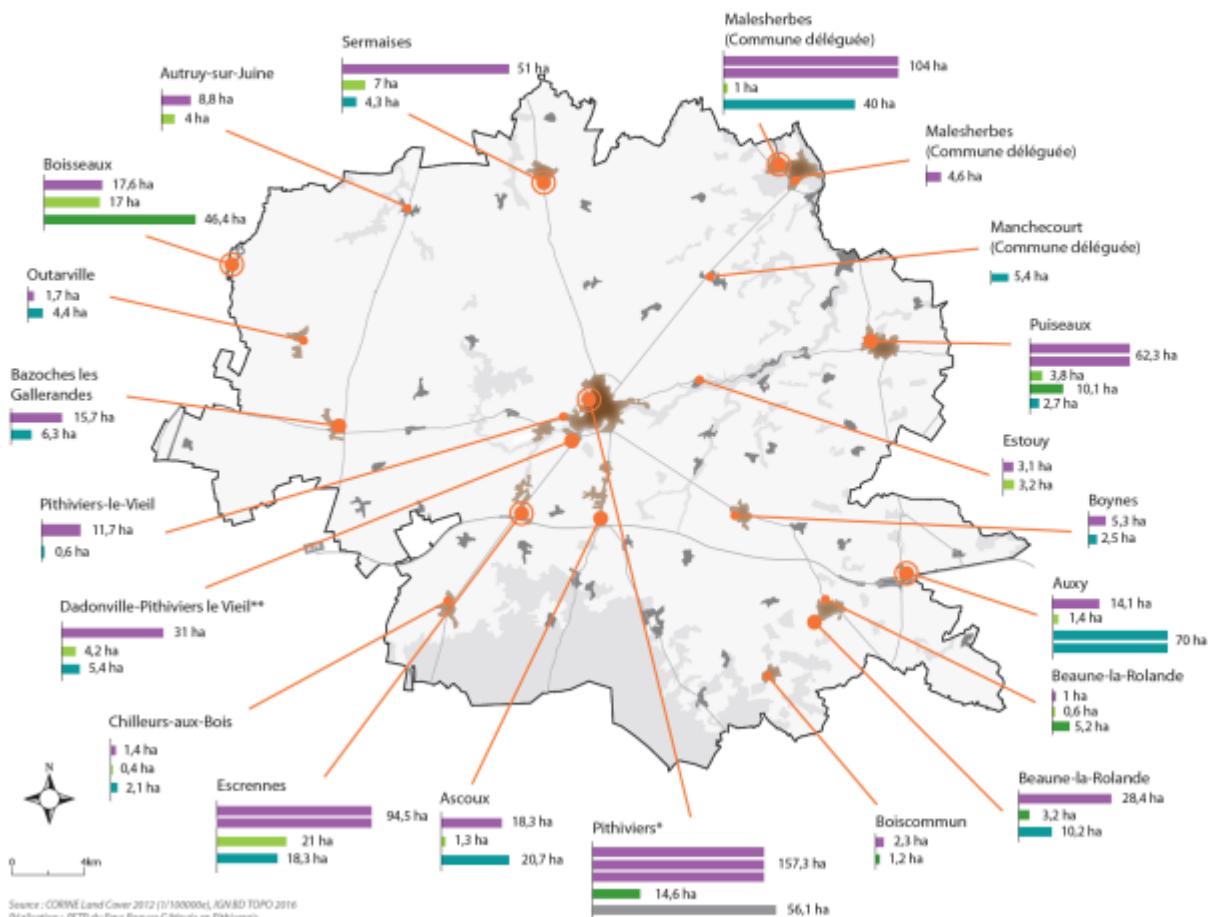 Malesherbes
(Commune déléguée)
104 ha
1 ha
40 ha
Sermaises
51 ha
7 ha
4,3 ha
Autruy-sur-Juine
8,8 ha
4 ha
Malesherbes
(Commune déléguée)
4,6 ha
Boisseaux
17,6 ha
17 ha
46,4 ha
Manchecourt
(Commune déléguée)
5,4 ha
Outarville
1,7 ha
4,4 ha
Puiseaux
62,3 ha
3,8 ha
10,1 ha
2,7 ha
Bazoches les
Gallerandes
15,7 ha
6,3 ha
Estouy
3,1 ha
3,2 ha
Pithiviers-le-Vieil
11,7 ha
0,6 ha
Boynes
5,3 ha
2,5 ha
Dadonville-Pithiviers le Vieil**
31 ha
4,2 ha
5,4 ha
Auxy
14,1 ha
1,4 ha
70 ha
Beaune-la-Rolande
1 ha
0,6 ha
5,2 ha
Chilleurs-aux-Bois
1,4 ha
0,4 ha
2,1 ha
Escrennes
94,5 ha
21 ha
18,3 ha
Ascoux
18,3 ha
1,3 ha
20,7 ha
Pithiviers*
157,3 ha
14,6 ha
56,1 ha
Boiscommun
2,3 ha
1,2 ha
Beaune-la-Rolande
28,4 ha
3,2 ha
10,2 ha
N
0 4km
Source : CORINE Land Cover 2012 (1/100000e), IGN BD TOPO 2016